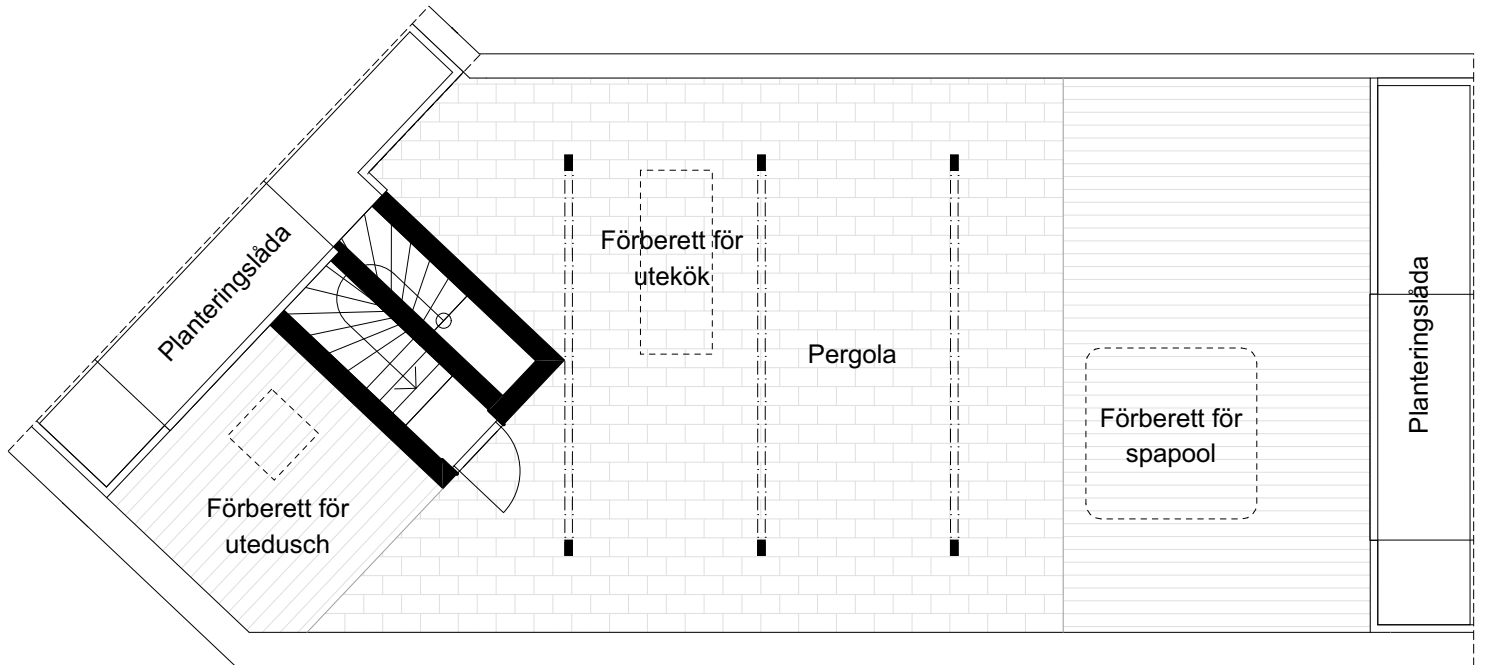 Planteringslåda
Förberett för
utekök
Pergola
Förberett för
spapool
Planteringslåda
Förberett för
utedusch